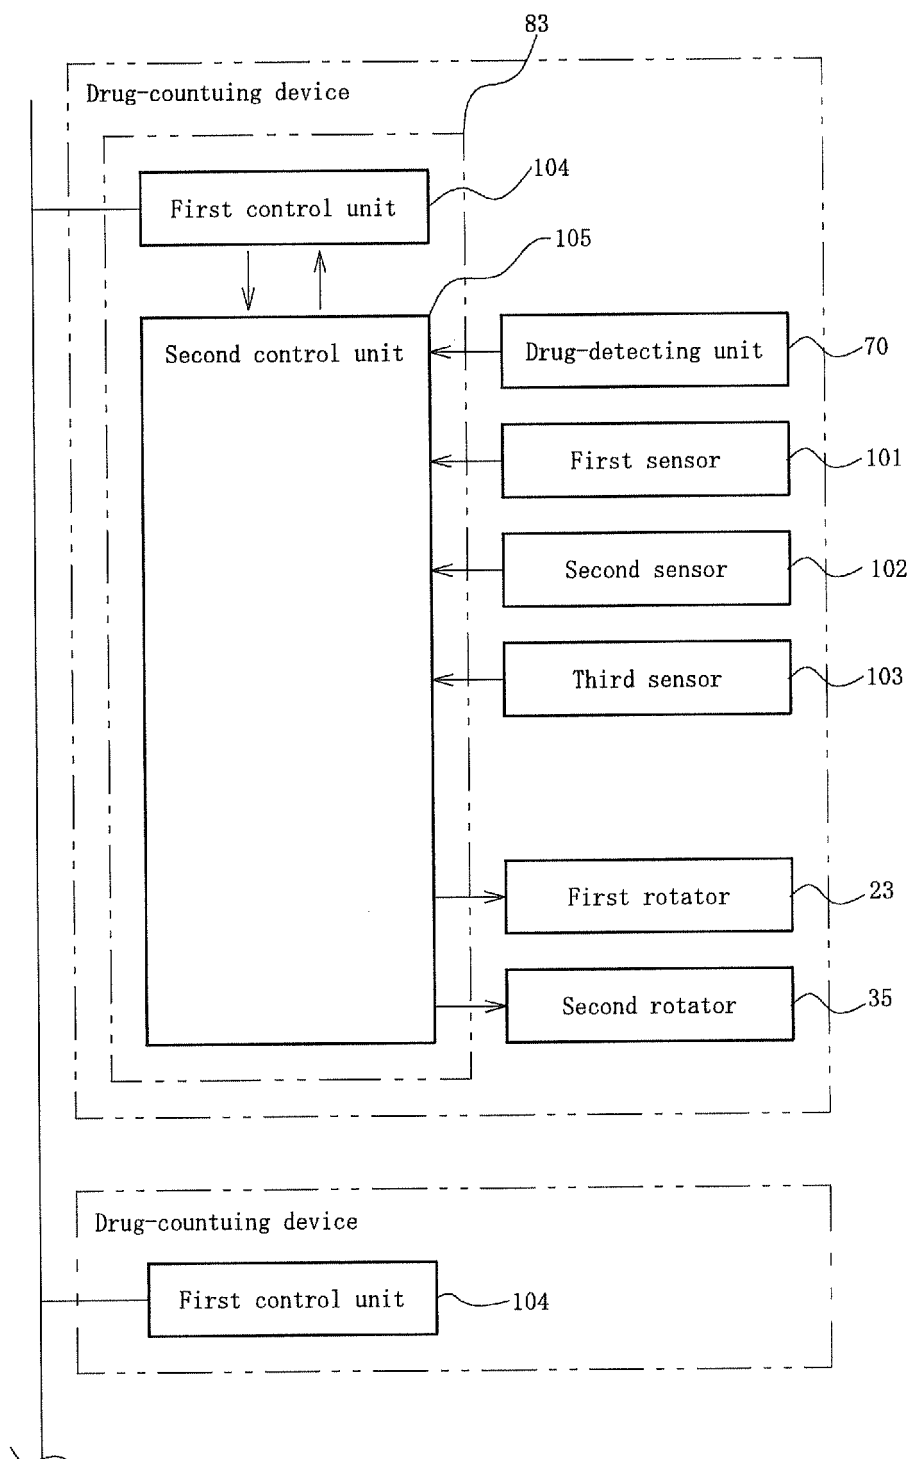 83
Drug-countuing device
First control unit
104
105
Second control unit
Drug-detecting unit
70
First sensor
101
Second sensor
102
Third sensor
103
First rotator
23
Second rotator
35
Drug-countuing device
First control unit
104